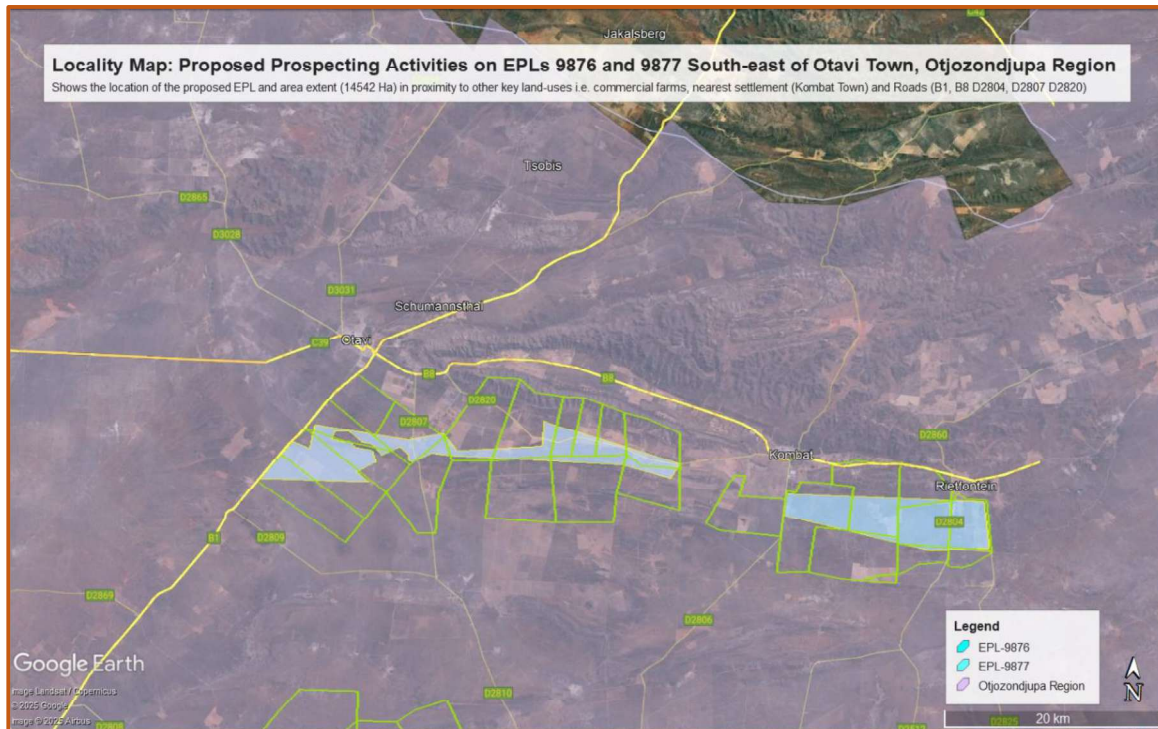 Jakalsberg
C42
Locality Map: Proposed Prospecting Activities on EPLs 9876 and 9877 South-east of Otavi Town, Otjozondjupa Region
Shows the location of the proposed EPL and area extent (14542 Ha) in proximity to other key land-uses i.e. commercial farms, nearest settlement (Kombat Town) and Roads (B1, B8 D2804, D2807 D2820)
Tsobis
D2865
D3028
D3031
Schumannsthal
C39
Otavi
B8
B8
D2820
D2807
D2860
Kombat
Rietfontein
D2804
B1
D2809
D2869
D2806
Legend
EPL-9876
EPL-9877
Otjozondjupa Region
Google Earth
Image Landsat / Copernicus
© 2025 Google
Image © 2025 Airbus
D2810
N
20 km
D2825
D2808